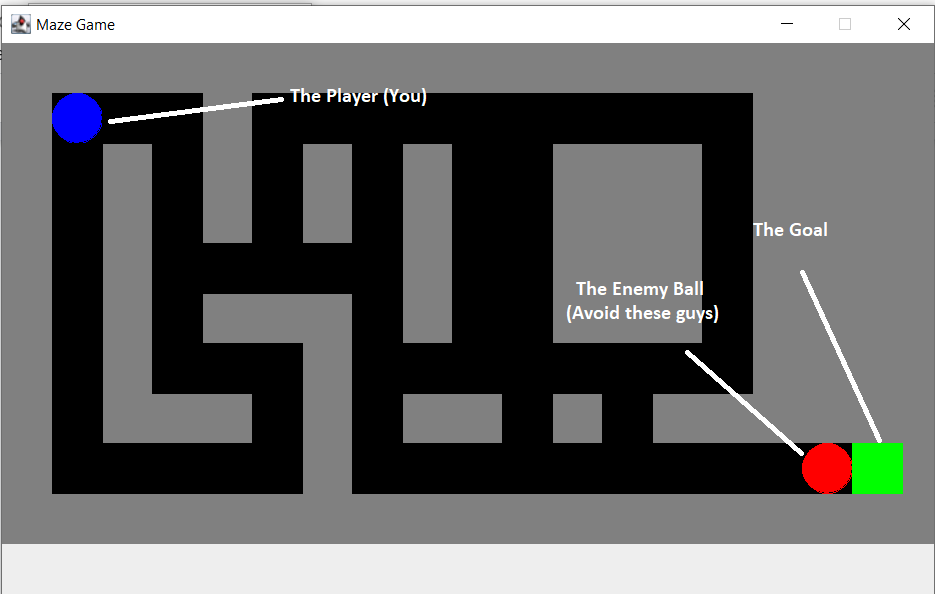 Maze Game
The Player (You)
The Goal
The Enemy Ball
(Avoid these guys)